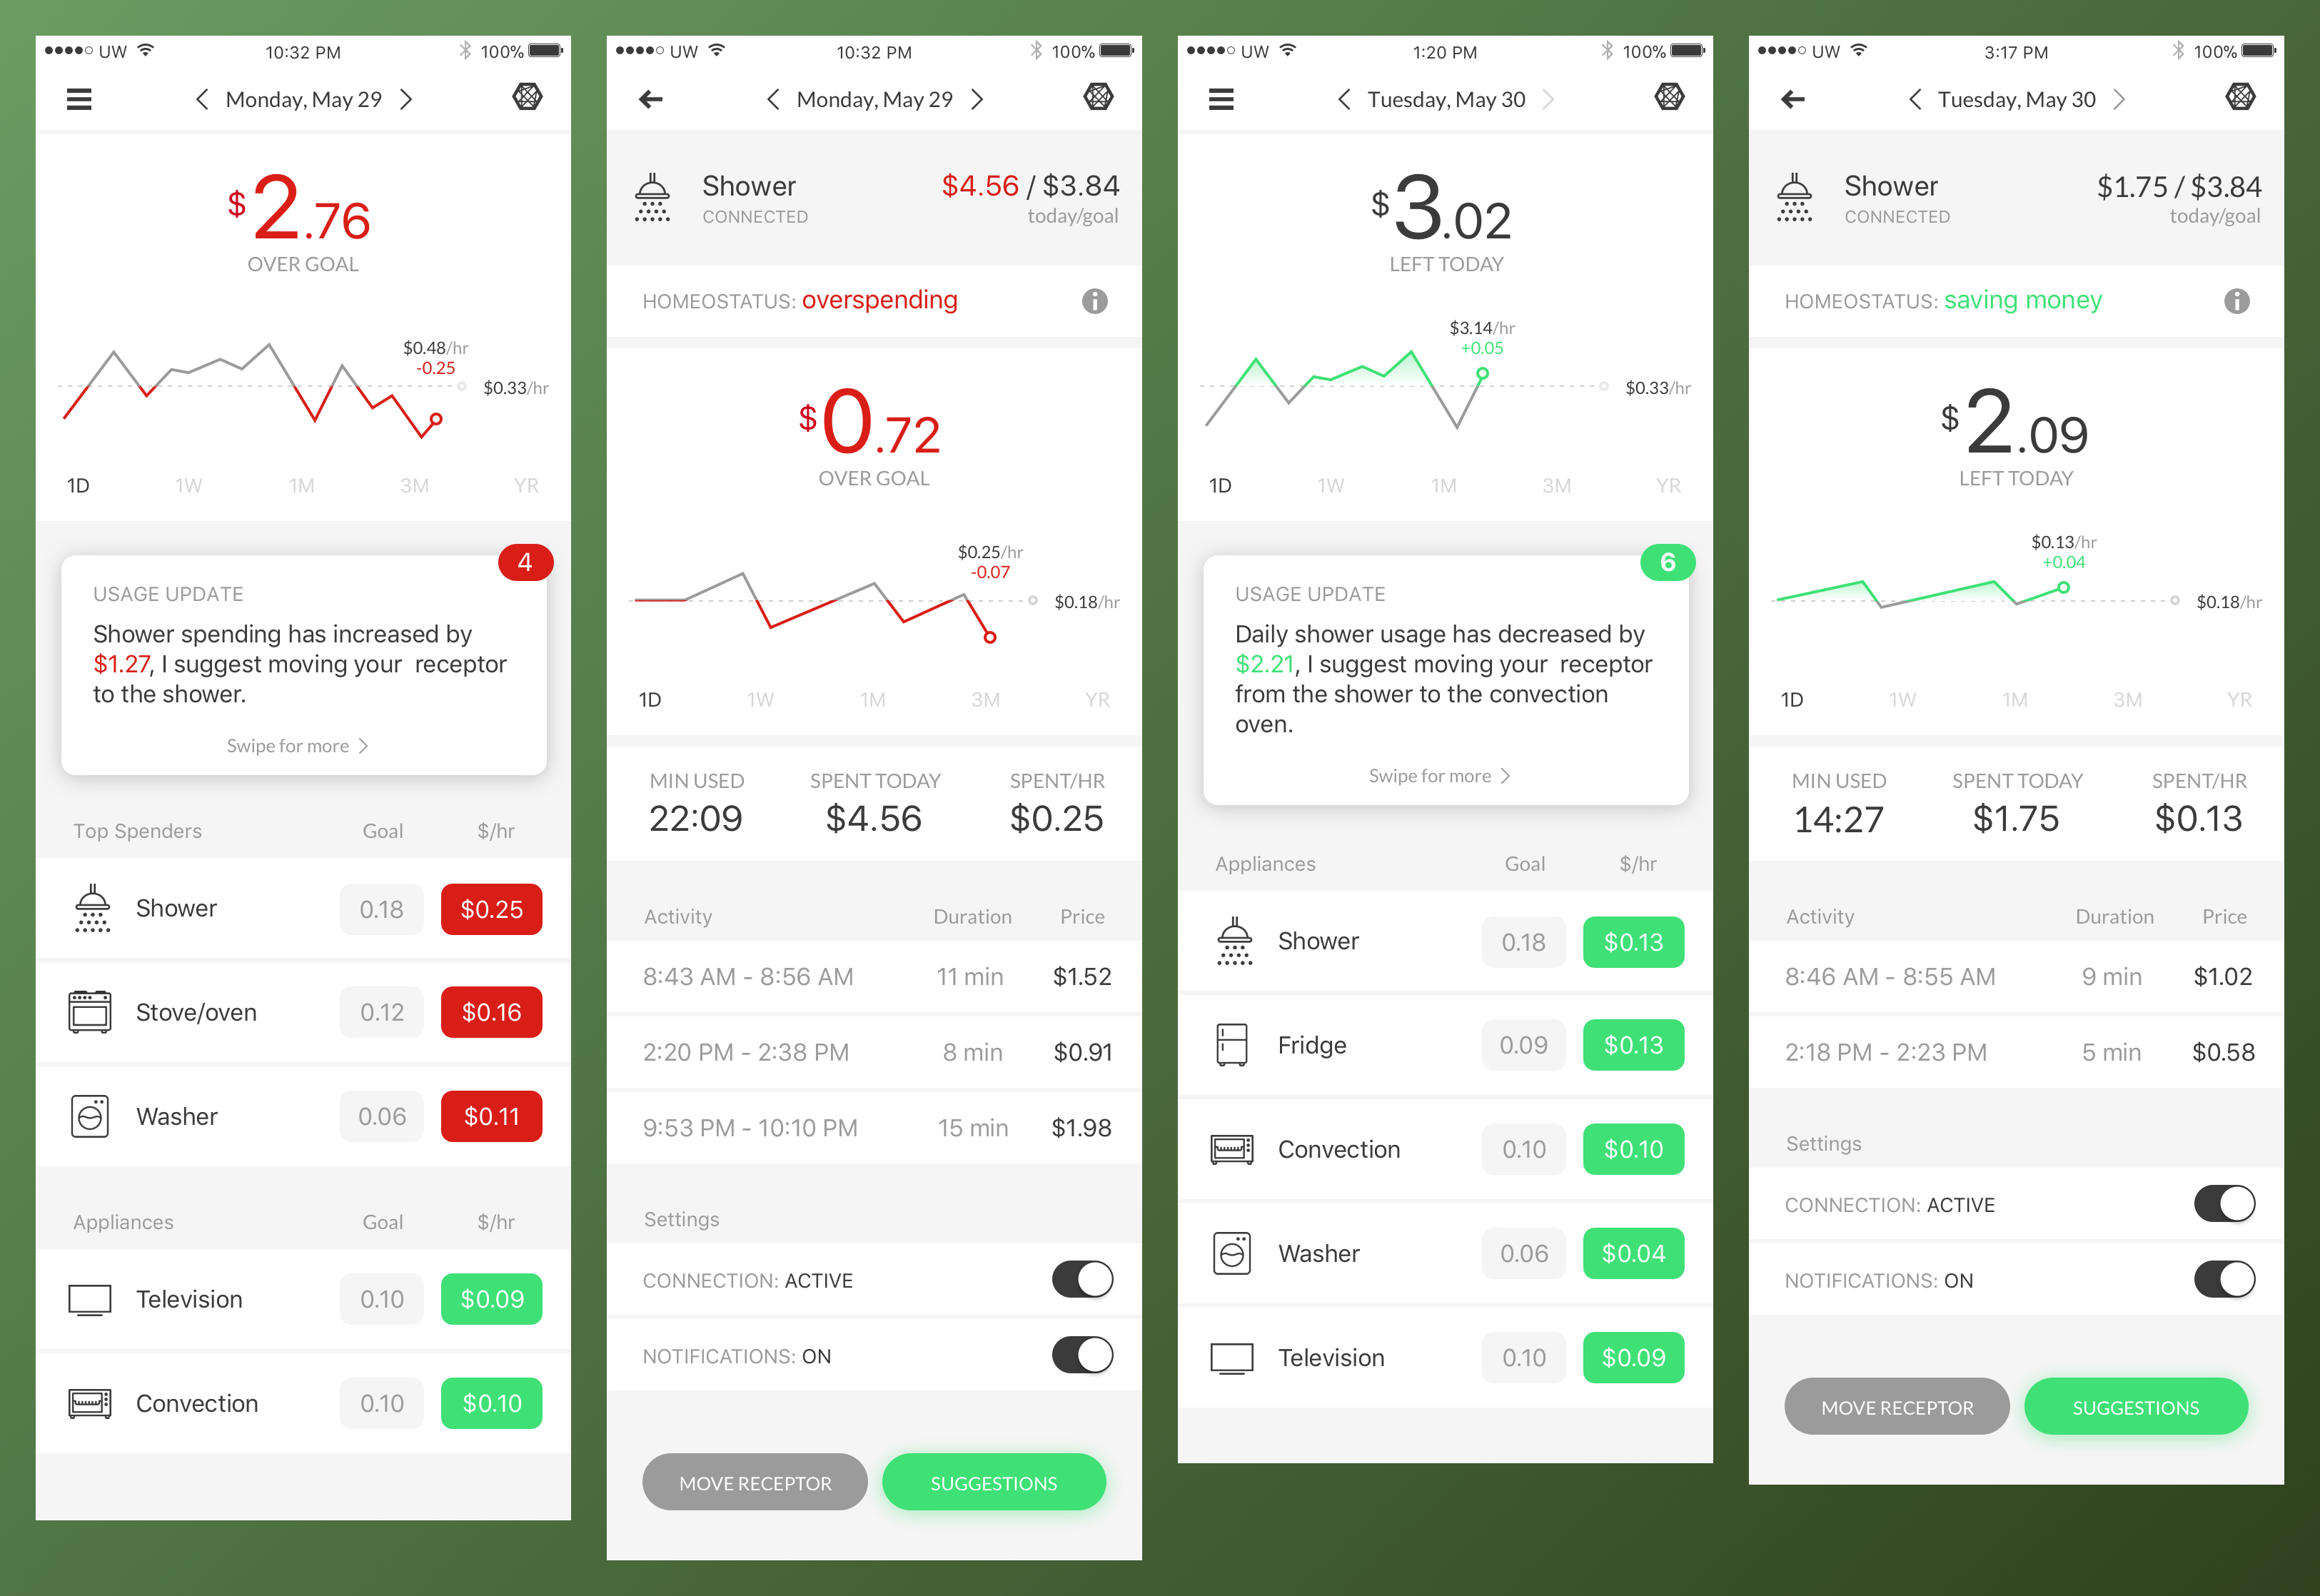 UW 10:32 PM 100%
Monday, May 29
$2.76
OVER GOAL
$0.48/hr
-0.25
$0.33/hr
1D 1W 1M 3M YR
4
USAGE UPDATE
Shower spending has increased by
$1.27, I suggest moving your receptor
to the shower.
Swipe for more
Top Spenders Goal $/hr
Shower 0.18 $0.25
Stove/oven 0.12 $0.16
Washer 0.06 $0.11
Appliances Goal $/hr
Television 0.10 $0.09
Convection 0.10 $0.10
UW 10:32 PM 100%
Monday, May 29
Shower $4.56 / $3.84
CONNECTED today/goal
HOMEOSTATUS: overspending
$0.72
OVER GOAL
$0.25/hr
-0.07
$0.18/hr
1D 1W 1M 3M YR
MIN USED SPENT TODAY SPENT/HR
22:09 $4.56 $0.25
Activity Duration Price
8:43 AM - 8:56 AM 11 min $1.52
2:20 PM - 2:38 PM 8 min $0.91
9:53 PM - 10:10 PM 15 min $1.98
Settings
CONNECTION: ACTIVE
NOTIFICATIONS: ON
MOVE RECEPTOR SUGGESTIONS
UW 1:20 PM 100%
Tuesday, May 30
$3.02
LEFT TODAY
$3.14/hr
+0.05
$0.33/hr
1D 1W 1M 3M YR
6
USAGE UPDATE
Daily shower usage has decreased by
$2.21, I suggest moving your receptor
from the shower to the convection
oven.
Swipe for more
Appliances Goal $/hr
Shower 0.18 $0.13
Fridge 0.09 $0.13
Convection 0.10 $0.10
Washer 0.06 $0.04
Television 0.10 $0.09
UW 3:17 PM 100%
Tuesday, May 30
Shower $1.75 / $3.84
CONNECTED today/goal
HOMEOSTATUS: saving money
$2.09
LEFT TODAY
$0.13/hr
+0.04
$0.18/hr
1D 1W 1M 3M YR
MIN USED SPENT TODAY SPENT/HR
14:27 $1.75 $0.13
Activity Duration Price
8:46 AM - 8:55 AM 9 min $1.02
2:18 PM - 2:23 PM 5 min $0.58
Settings
CONNECTION: ACTIVE
NOTIFICATIONS: ON
MOVE RECEPTOR SUGGESTIONS